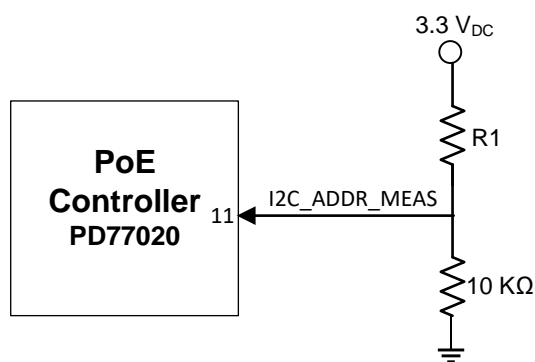 3.3 VDC
R1
PoE
Controller
PD77020
11
I2C_ADDR_MEAS
10 KΩ